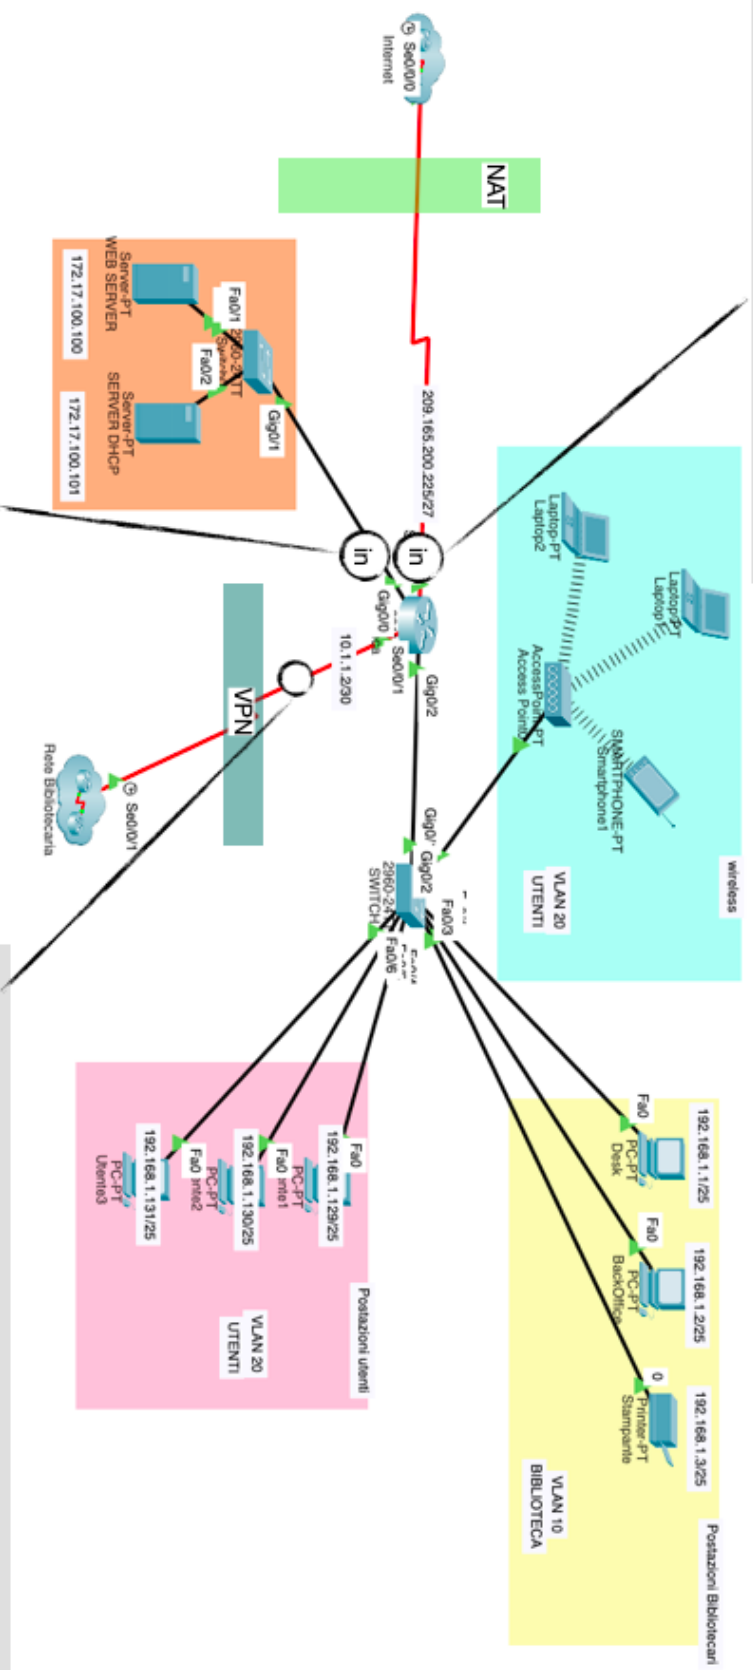 Se0/0/0
Internet
NAT
209.165.200.225/27
Server-PT
WEB SERVER
172.17.100.100
Fa0/1
Fa0/2
Server-PT
SERVER DHCP
172.17.100.101
Gig0/1
in
in
Gig0/0
Se0/0/1
Gig0/2
10.1.1.2/30
VPN
Se0/0/1
Rete Bibliotecaria
wireless
Laptop-PT
Laptop2
Laptop-PT
AccessPoint-PT
Access Point
SMARTPHONE-PT
Smartphone1
VLAN 20
UTENTI
Gig0/2
SWITCH
Fa0/3
Fa0/6
Postazioni Bibliotecari
192.168.1.1/25
Fa0
PC-PT
Desk
192.168.1.2/25
Fa0
PC-PT
BackOffice
192.168.1.3/25
0
Printer-PT
Stampante
VLAN 10
BIBLIOTECA
Postazioni utenti
Fa0
192.168.1.129/25
PC-PT
nte1
Fa0
192.168.1.130/25
PC-PT
nte2
Fa0
192.168.1.131/25
PC-PT
Utente3
VLAN 20
UTENTI